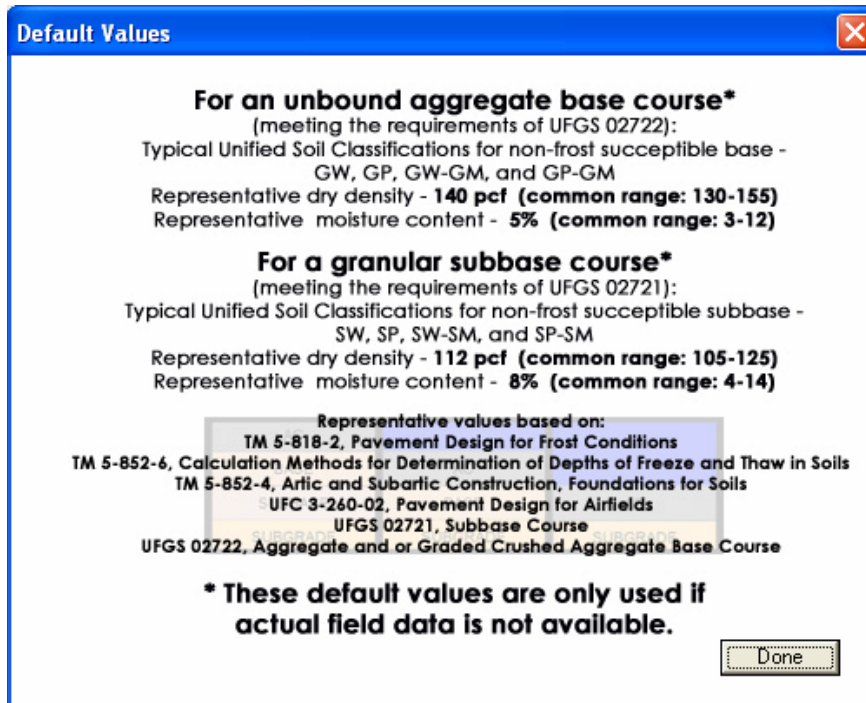 Default Values
For an unbound aggregate base course*
(meeting the requirements of UFGS 02722):
Typical Unified Soil Classifications for non-frost succeptible base -
GW, GP, GW-GM, and GP-GM
Representative dry density - 140 pcf (common range: 130-155)
Representative moisture content - 5% (common range: 3-12)
For a granular subbase course*
(meeting the requirements of UFGS 02721):
Typical Unified Soil Classifications for non-frost succeptible subbase -
SW, SP, SW-SM, and SP-SM
Representative dry density - 112 pcf (common range: 105-125)
Representative moisture content - 8% (common range: 4-14)
Representative values based on:
TM 5-818-2, Pavement Design for Frost Conditions
TM 5-852-6, Calculation Methods for Determination of Depths of Freeze and Thaw in Soils
TM 5-852-4, Artic and Subartic Construction, Foundations for Soils
UFC 3-260-02, Pavement Design for Airfields
UFGS 02721, Subbase Course
SUBGRADE SUBGRADE SUBGRADE
UFGS 02722, Aggregate and or Graded Crushed Aggregate Base Course
* These default values are only used if
actual field data is not available.
Done